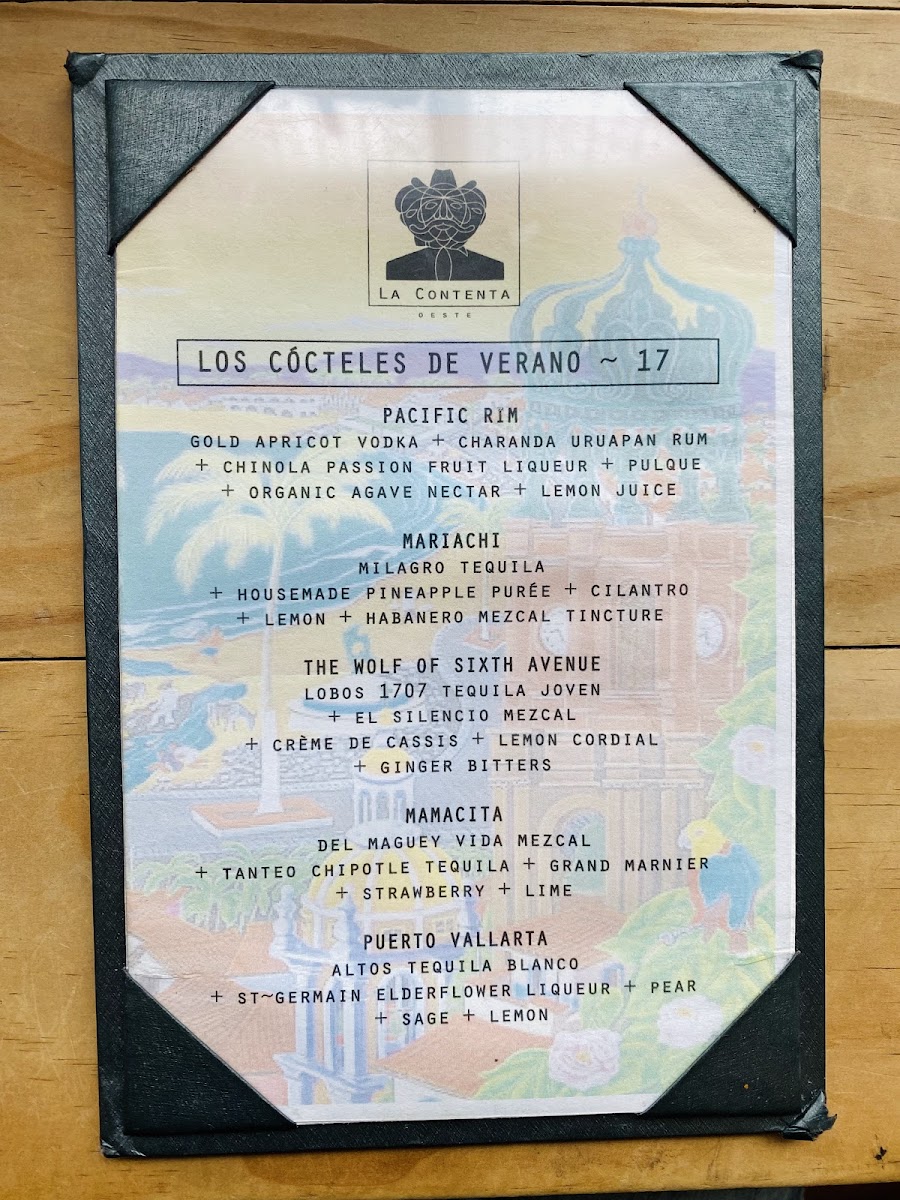 LA CONTENTA
OESTE
LOS CÓCTELES DE VERANO ~ 17
PACIFIC RIM
GOLD APRICOT VODKA + CHARANDA URUAPAN RUM
+ CHINOLA PASSION FRUIT LIQUEUR + PULQUE
+ ORGANIC AGAVE NECTAR + LEMON JUICE
MARIACHI
MILAGRO TEQUILA
+ HOUSEMADE PINEAPPLE PURÉE + CILANTRO
+ LEMON + HABANERO MEZCAL TINCTURE
THE WOLF OF SIXTH AVENUE
LOBOS 1707 TEQUILA JOVEN
+ EL SILENCIO MEZCAL
+ CRÈME DE CASSIS + LEMON CORDIAL
+ GINGER BITTERS
MAMACITA
DEL MAGUEY VIDA MEZCAL
+ TANTEO CHIPOTLE TEQUILA + GRAND MARNIER
+ STRAWBERRY + LIME
PUERTO VALLARTA
ALTOS TEQUILA BLANCO
+ ST~GERMAIN ELDERFLOWER LIQUEUR + PEAR
+ SAGE + LEMON